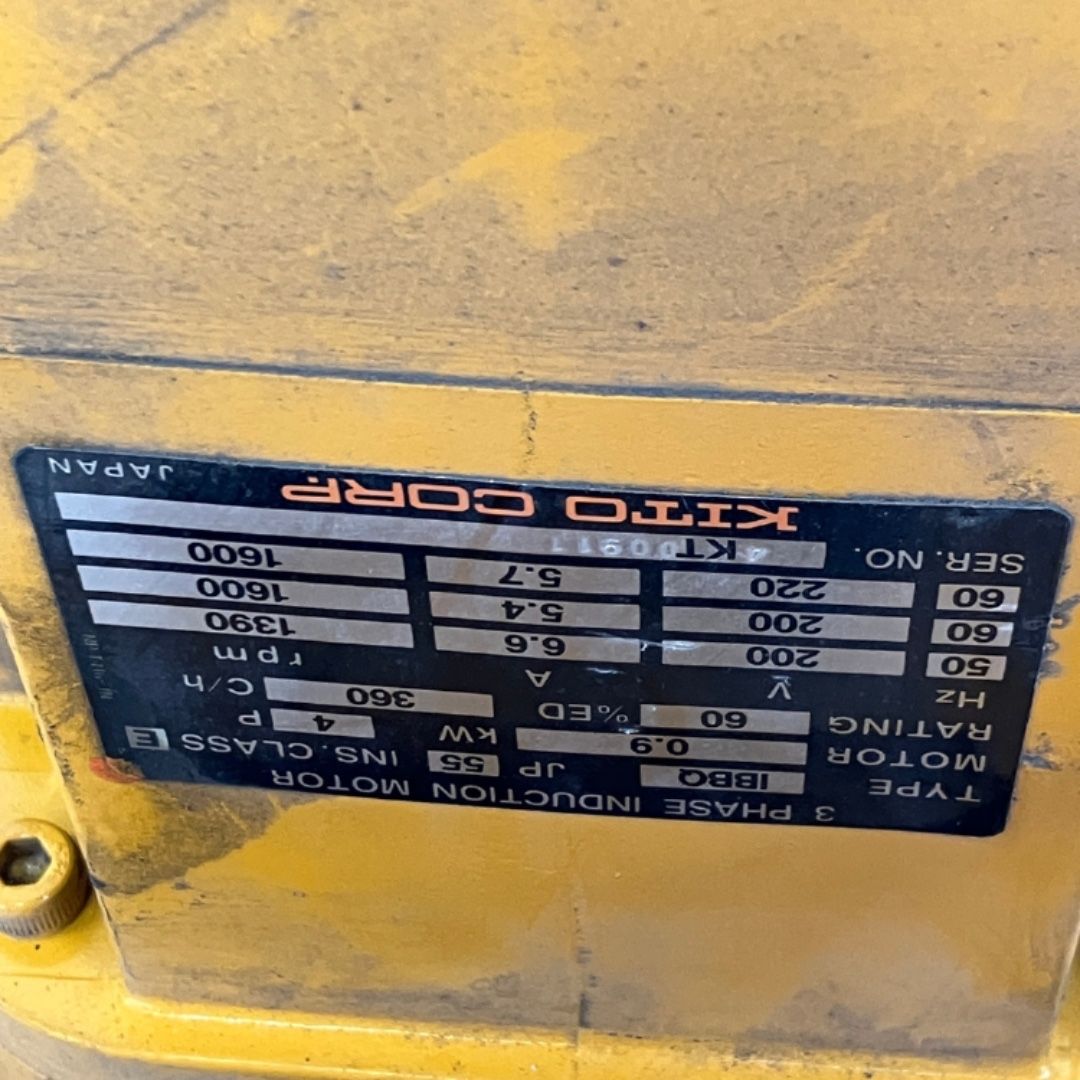 3 PHASE INDUCTION MOTOR
TYPE IBBQ JP 55 INS. CLASS E
MOTOR 0.9 kW 4 P
RATING 60 %ED 360 C/h
Hz V A rpm
50 200 6.6 1390
60 200 5.4 1600
60 220 5.7 1600
SER. NO. KT
KITO CORP. JAPAN